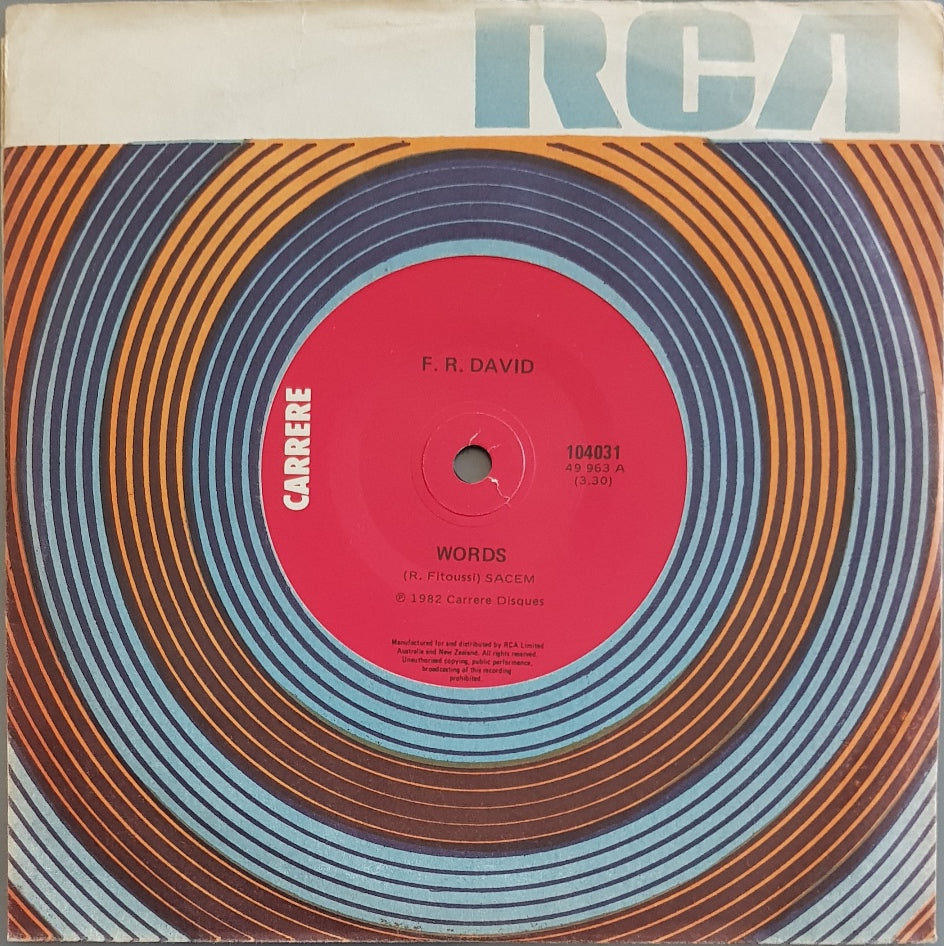 RCA
F. R. DAVID
CARRERE
104031
49 963 A
(3.30)
WORDS
(R. Fitoussi) SACEM
℗ 1982 Carrere Disques
Manufactured for and distributed by RCA Limited
Australia and New Zealand. All rights reserved.
Unauthorised copying, public performance,
broadcasting of this recording
prohibited.